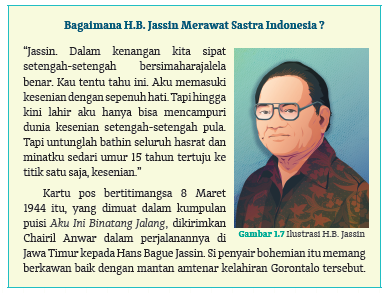 Bagaimana H.B. Jassin Merawat Sastra Indonesia ?
“Jassin. Dalam kenangan kita sipat
setengah-setengah bersimaharajalela
benar. Kau tentu tahu ini. Aku memasuki
kesenian dengan sepenuh hati. Tapi hingga
kini lahir aku hanya bisa mencampuri
dunia kesenian setengah-setengah pula.
Tapi untunglah bathin seluruh hasrat dan
minatku sedari umur 15 tahun tertuju ke
titik satu saja, kesenian.”
Kartu pos bertitimangsa 8 Maret
1944 itu, yang dimuat dalam kumpulan
puisi Aku Ini Binatang Jalang, dikirimkan
Chairil Anwar dalam perjalanannya di
Jawa Timur kepada Hans Bague Jassin. Si penyair bohemian itu memang
berkawan baik dengan mantan amtenar kelahiran Gorontalo tersebut.
Gambar 1.7 Ilustrasi H.B. Jassin